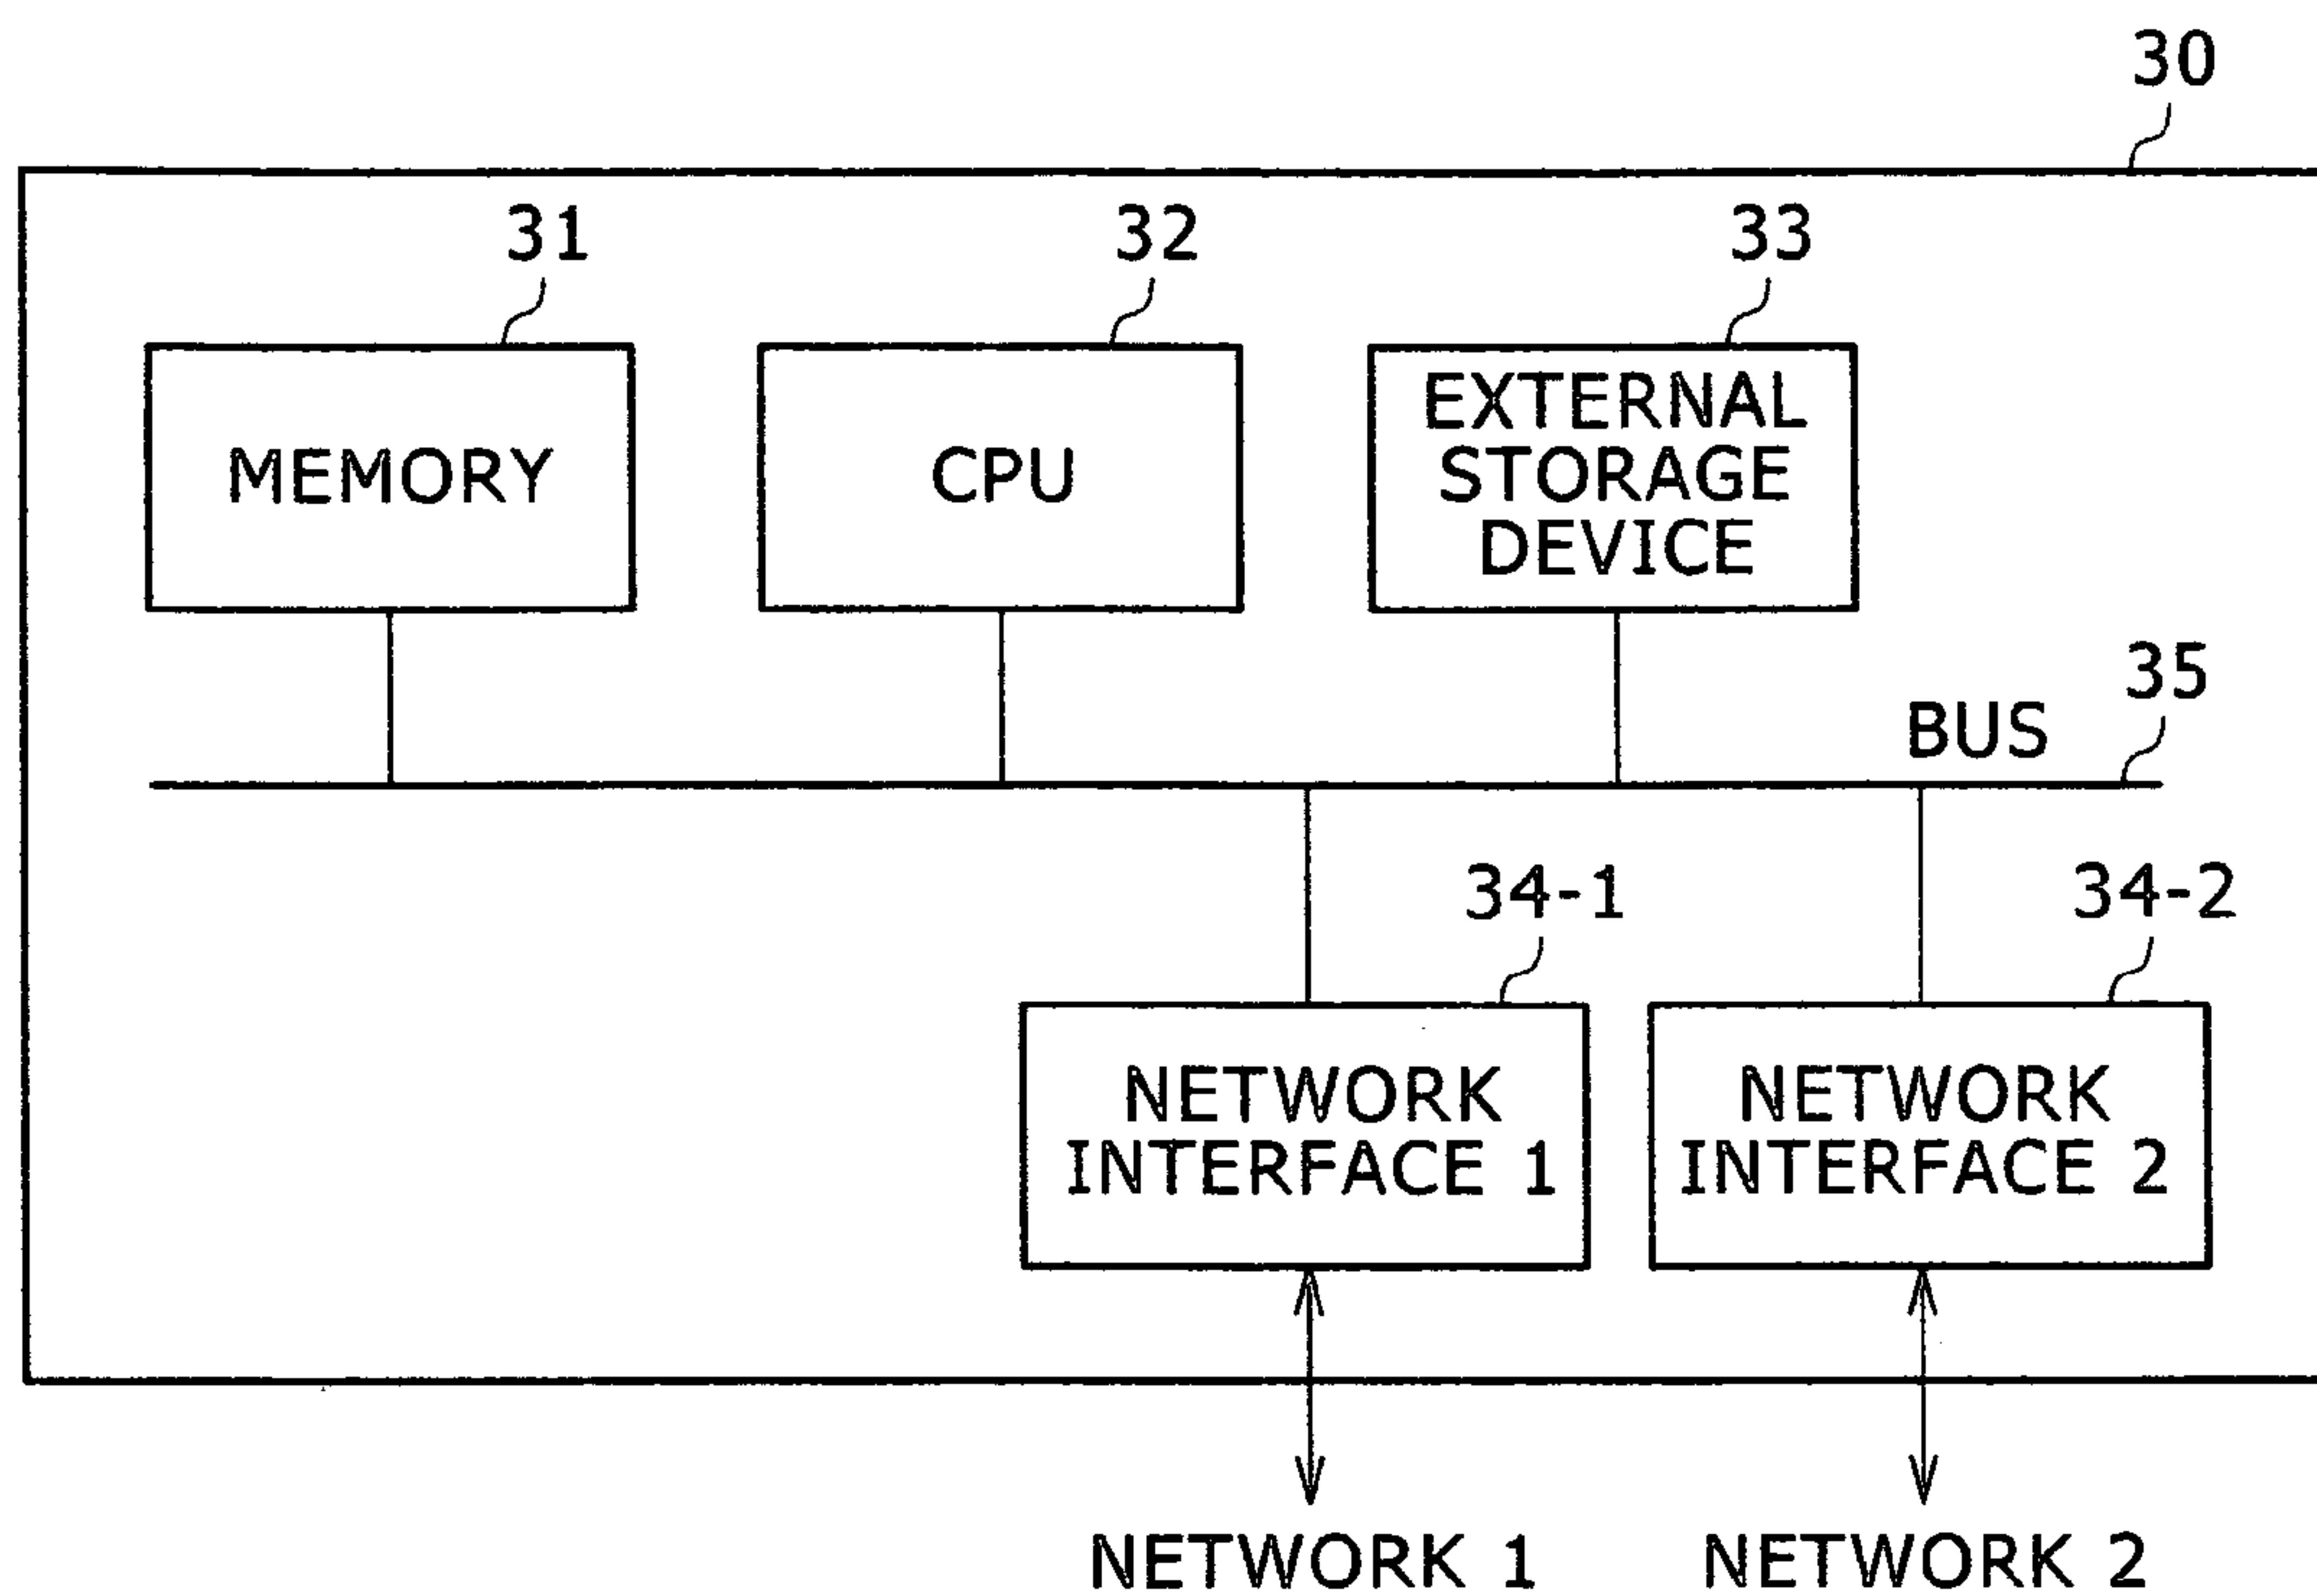 30
31
32
33
MEMORY
CPU
EXTERNAL
STORAGE
DEVICE
35
BUS
34-1
34-2
NETWORK
INTERFACE 1
NETWORK
INTERFACE 2
NETWORK 1
NETWORK 2